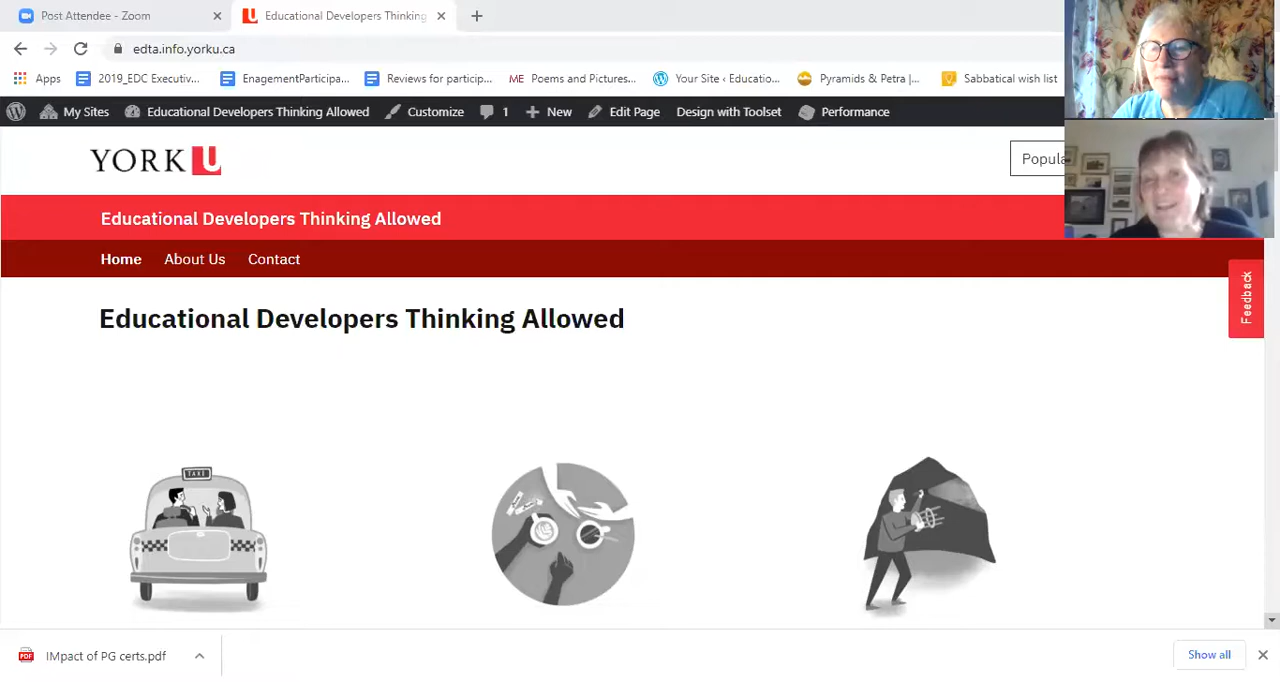 Post Attendee - Zoom
Educational Developers Thinking
edta.info.yorku.ca
Apps
2019_EDC Executiv...
EnagementParticipa...
Reviews for particip...
ME Poems and Pictures...
Your Site ‹ Educatio...
Pyramids & Petra |...
Sabbatical wish list
My Sites
Educational Developers Thinking Allowed
Customize
1
New
Edit Page
Design with Toolset
Performance
YORK U
Popula
Educational Developers Thinking Allowed
Home
About Us
Contact
Feedback
Educational Developers Thinking Allowed
TAXI
PDF
IMpact of PG certs.pdf
Show all